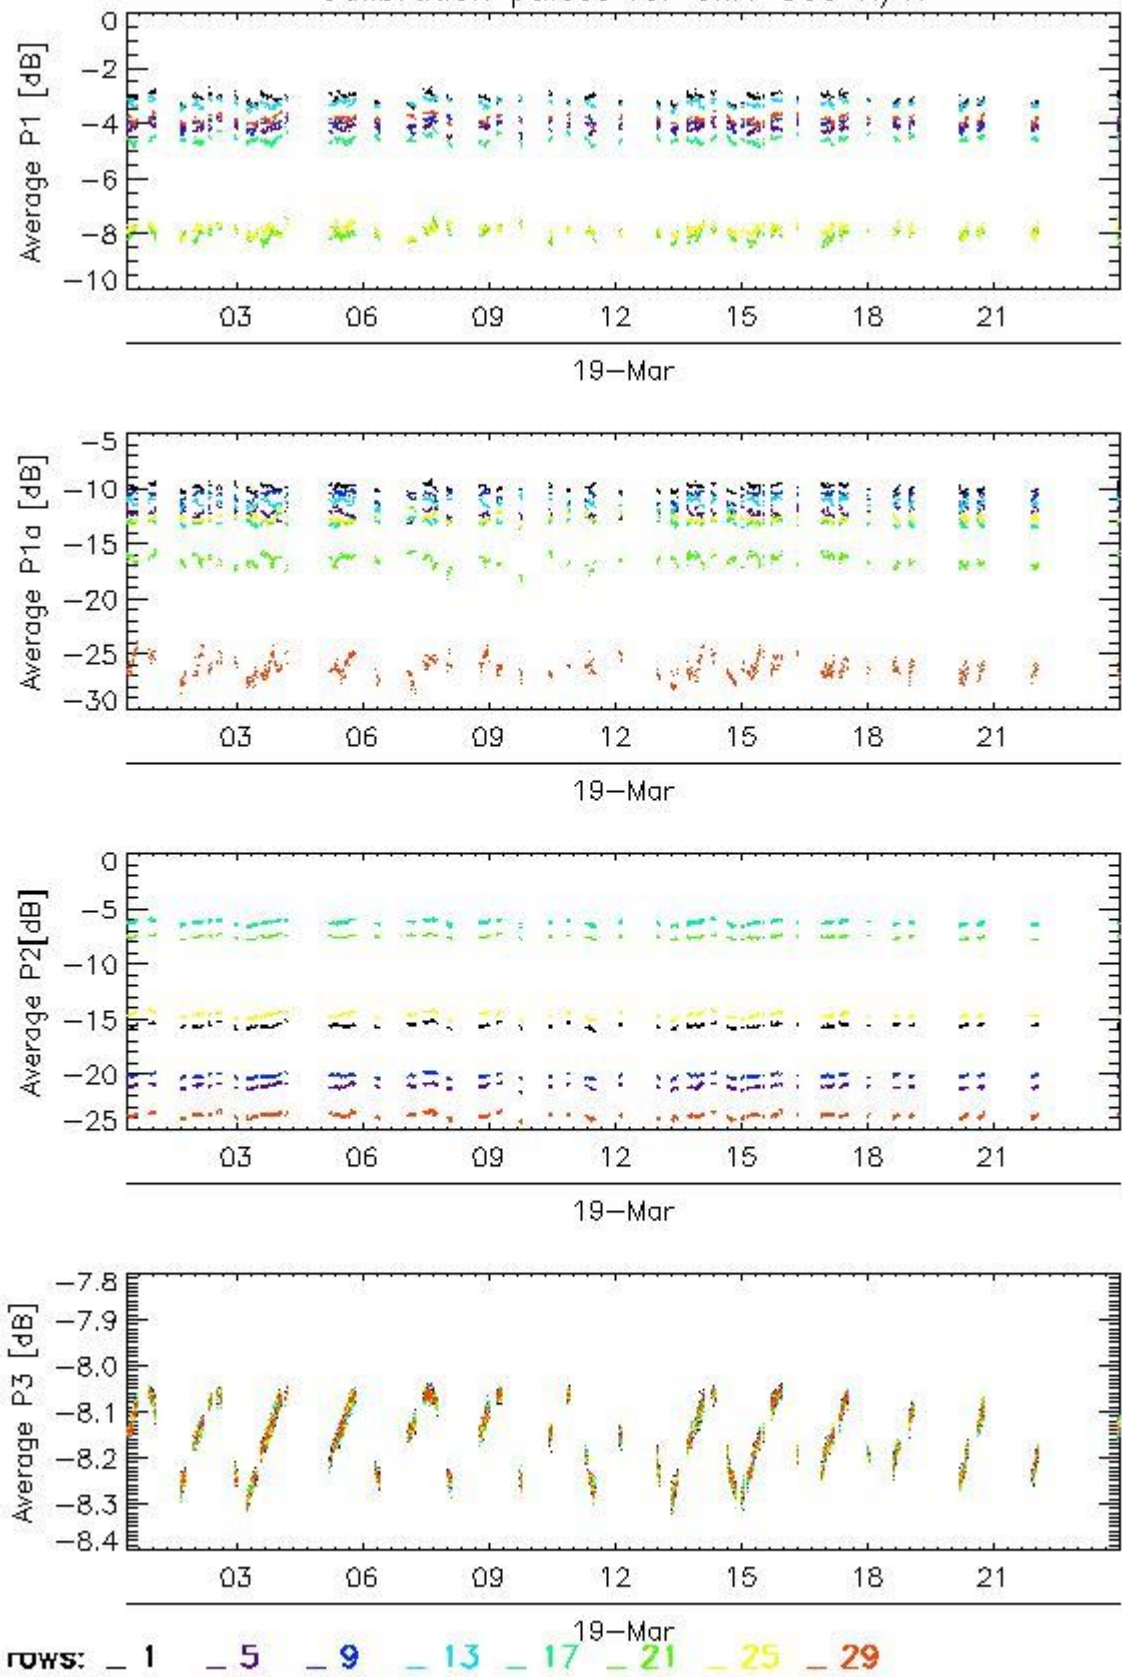 0
-2
-4
-6
-8
-10
Average P1 [dB]
03 06 09 12 15 18 21
19-Mar
-5
-10
-15
-20
-25
-30
Average P1a [dB]
03 06 09 12 15 18 21
19-Mar
0
-5
-10
-15
-20
-25
Average P2[dB]
03 06 09 12 15 18 21
19-Mar
-7.8
-7.9
-8.0
-8.1
-8.2
-8.3
-8.4
Average P3 [dB]
03 06 09 12 15 18 21
19-Mar
rows: _ 1 _ 5 _ 9 _ 13 _ 17 _ 21 _ 25 _ 29